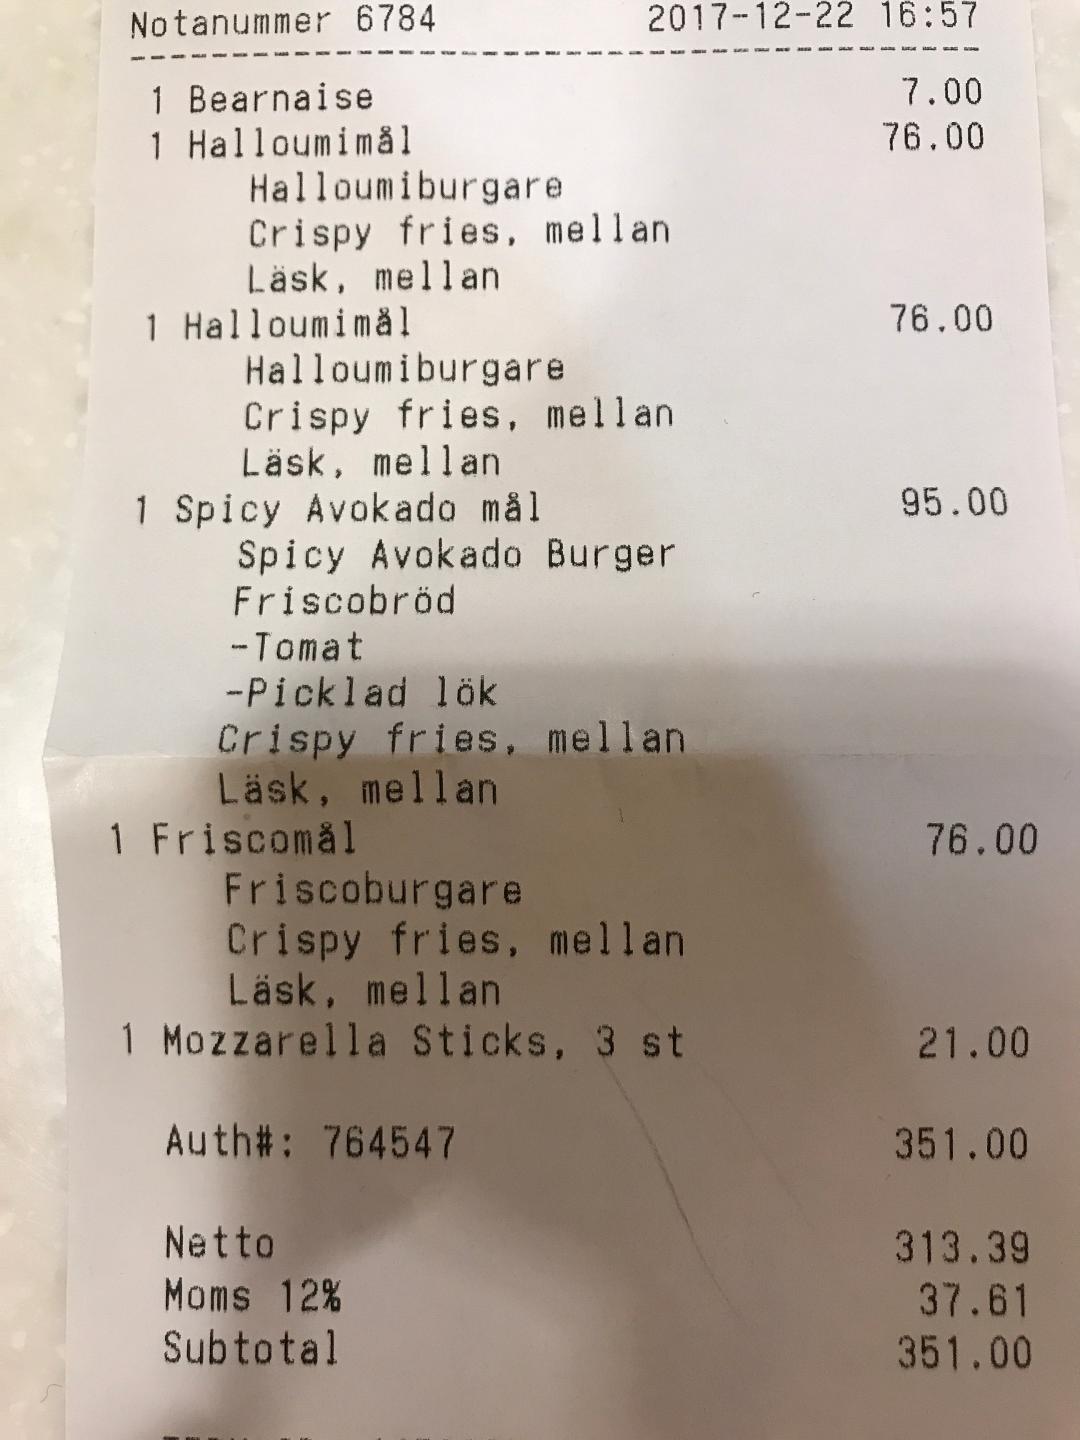 Notanummer 6784 2017-12-22 16:57
1 Bearnaise 7.00
1 Halloumimål 76.00
Halloumiburgare
Crispy fries, mellan
Läsk, mellan
1 Halloumimål 76.00
Halloumiburgare
Crispy fries, mellan
Läsk, mellan
1 Spicy Avokado mål 95.00
Spicy Avokado Burger
Friscobröd
-Tomat
-Picklad lök
Crispy fries, mellan
Läsk, mellan
1 Friscomål 76.00
Friscoburgare
Crispy fries, mellan
Läsk, mellan
1 Mozzarella Sticks, 3 st 21.00
Auth#: 764547 351.00
Netto 313.39
Moms 12% 37.61
Subtotal 351.00